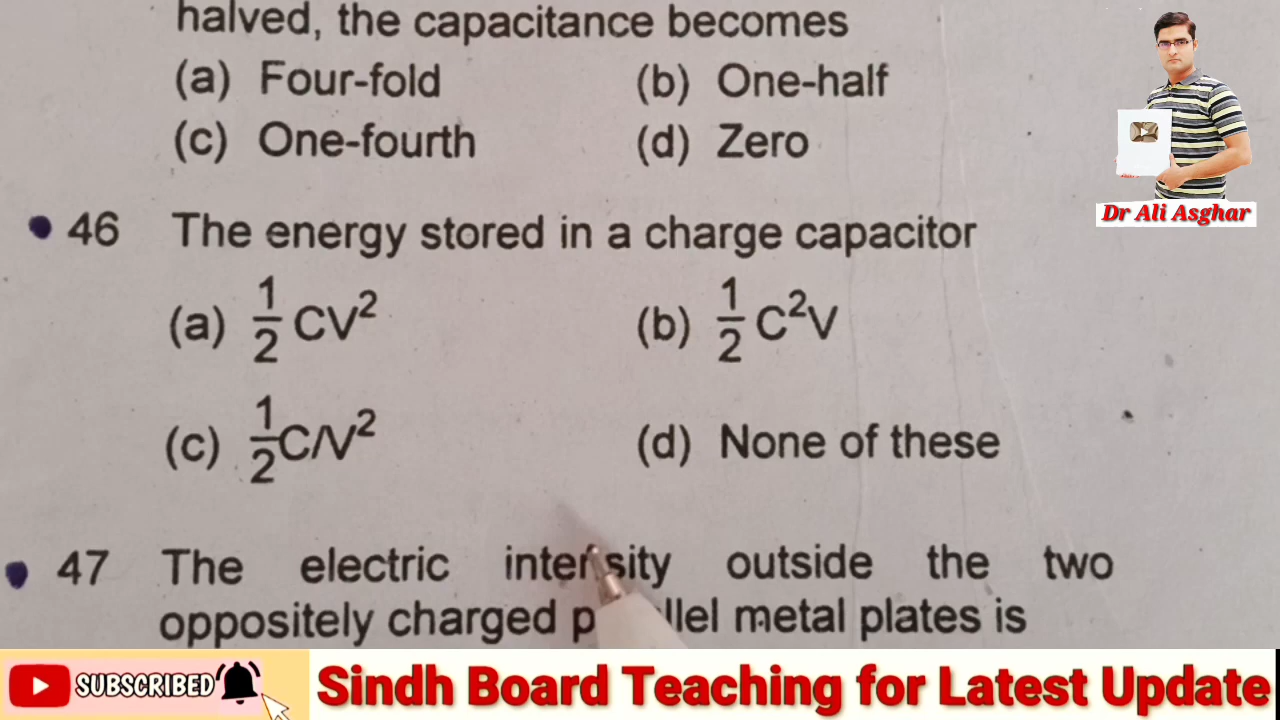 halved, the capacitance becomes
(a) Four-fold (b) One-half
(c) One-fourth (d) Zero
46 The energy stored in a charge capacitor
(a) 1/2 CV² (b) 1/2 C²V
(c) 1/2 C/V² (d) None of these
47 The electric intensity outside the two
oppositely charged parallel metal plates is
Dr Ali Asghar
SUBSCRIBED Sindh Board Teaching for Latest Update